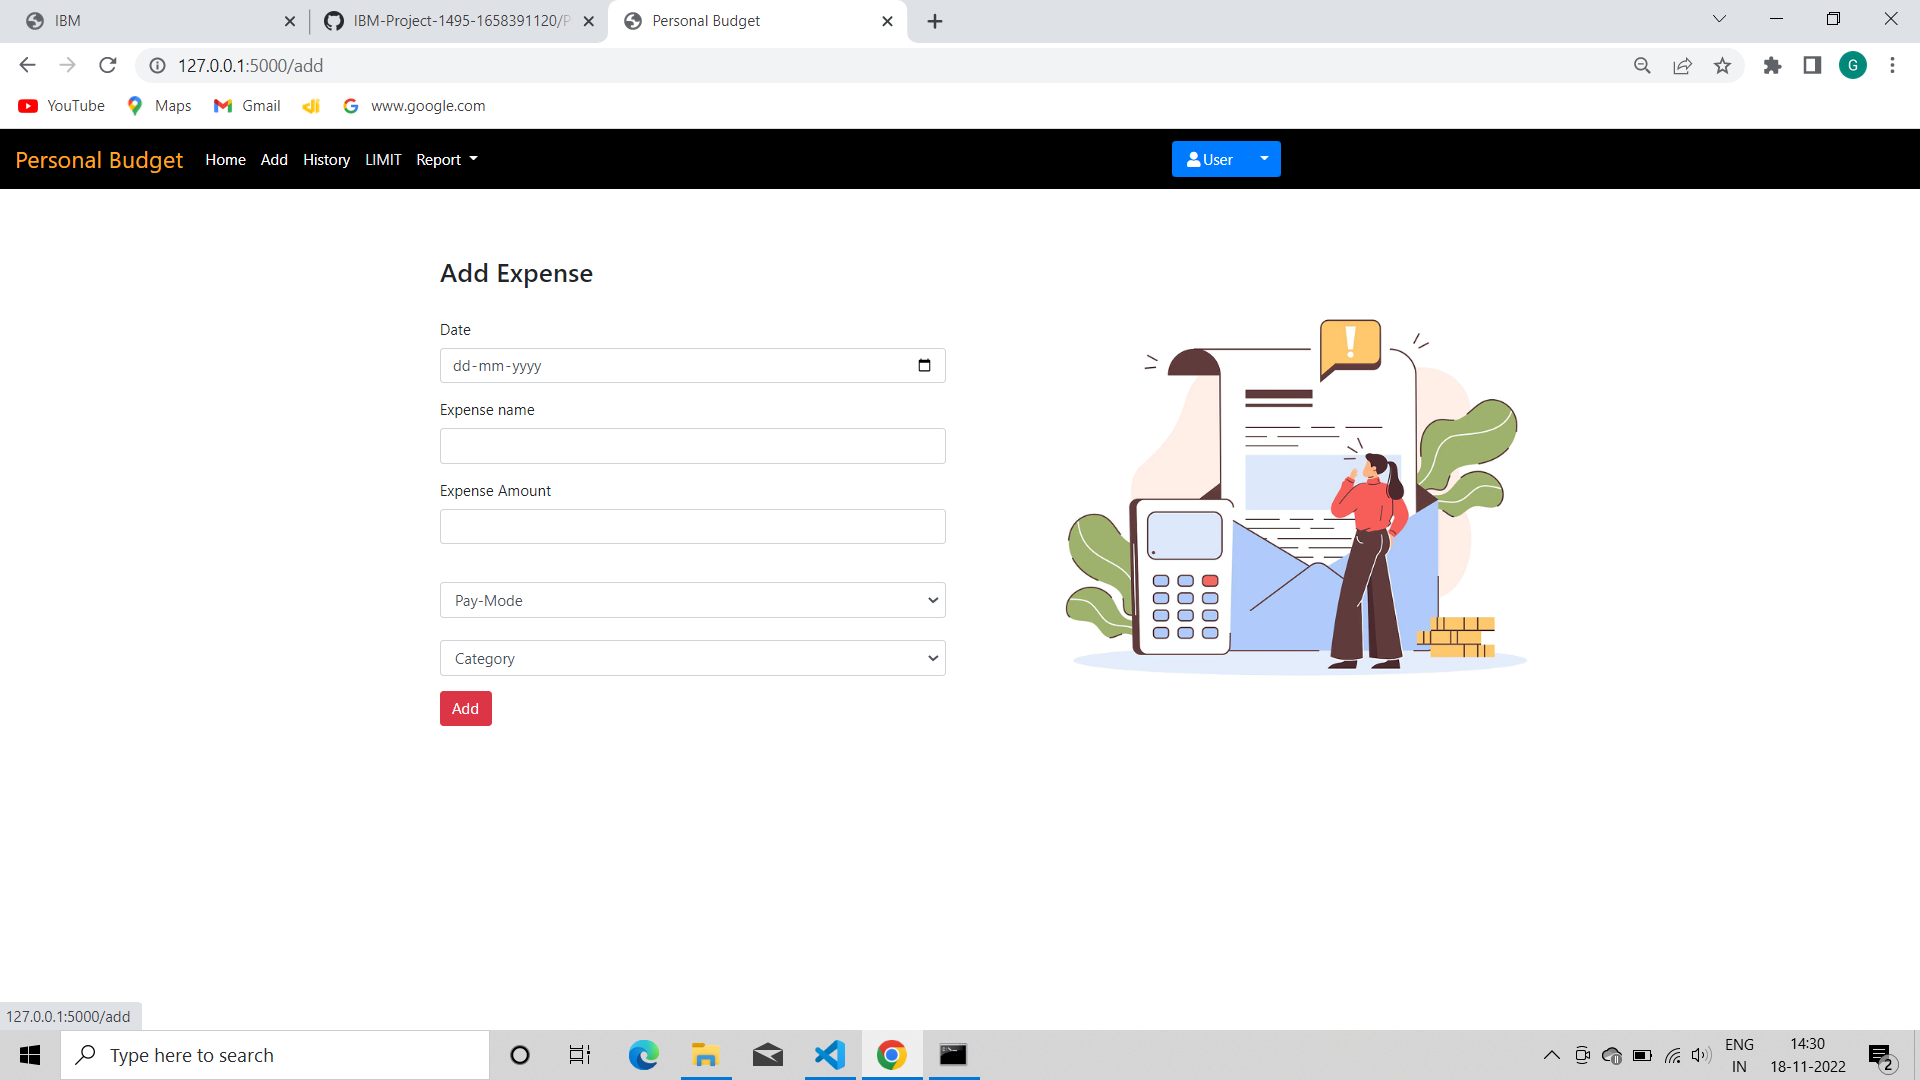 IBM
IBM-Project-1495-1658391120/P
Personal Budget
127.0.0.1:5000/add
YouTube
Maps
Gmail
www.google.com
G
Personal Budget
Home
Add
History
LIMIT
Report
User
Add Expense
Date
dd-mm-yyyy
Expense name
Expense Amount
Pay-Mode
Category
Add
!
127.0.0.1:5000/add
Type here to search
ENG
IN
14:30
18-11-2022
2